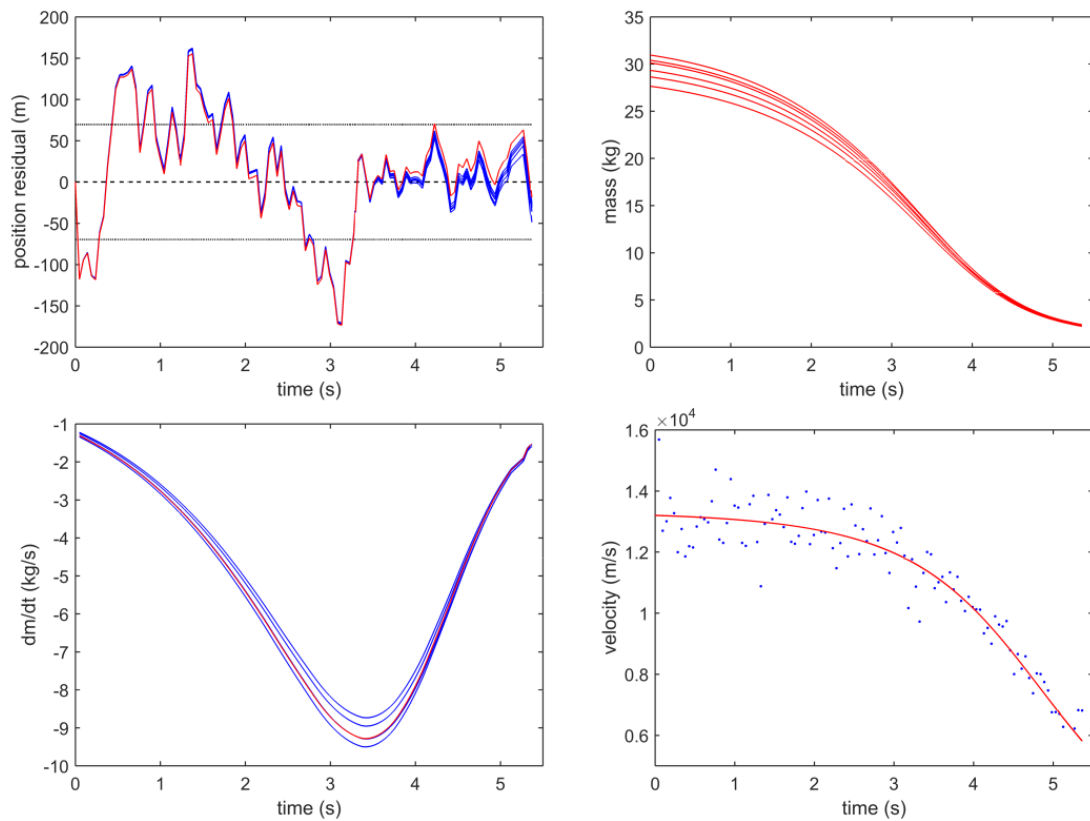 200
150
100
50
0
-50
-100
-150
-200
0 1 2 3 4 5
time (s)
position residual (m)
35
30
25
20
15
10
5
0
0 1 2 3 4 5
time (s)
mass (kg)
-1
-2
-3
-4
-5
-6
-7
-8
-9
-10
0 1 2 3 4 5
time (s)
dm/dt (kg/s)
×10⁴
1.6
1.4
1.2
1
0.8
0.6
0 1 2 3 4 5
time (s)
velocity (m/s)